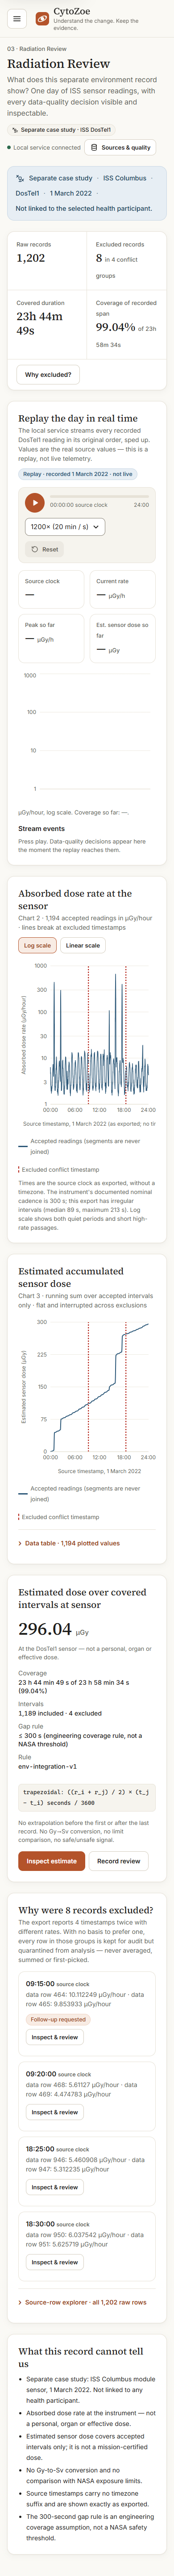 CytoZoe
Understand the change. Keep the
evidence.
03 · Radiation Review
Radiation Review
What does this separate environment record
show? One day of ISS sensor readings, with
every data-quality decision visible and
inspectable.
Separate case study · ISS DosTel1
Local service connected
Sources & quality
Separate case study · ISS Columbus ·
DosTel1 · 1 March 2022 ·
Not linked to the selected health participant.
Raw records
1,202
Excluded records
8 in 4 conflict
groups
Covered duration
23h 44m
49s
Coverage of recorded
span
99.04% of 23h
58m 34s
Why excluded?
Replay the day in real time
The local service streams every recorded
DosTel1 reading in its original order, sped up.
Values are the real source values — this is a
replay, not live telemetry.
Replay · recorded 1 March 2022 · not live
00:00:00 source clock
24:00
1200× (20 min / s)
Reset
Source clock
—
Current rate
— μGy/h
Peak so far
— μGy/h
Est. sensor dose so
far
— μGy
1000
100
10
1
μGy/hour, log scale. Coverage so far: —.
Stream events
Press play. Data-quality decisions appear here
the moment the replay reaches them.
Absorbed dose rate at the
sensor
Chart 2 · 1,194 accepted readings in μGy/hour
· lines break at excluded timestamps
Log scale
Linear scale
Absorbed dose rate (μGy/hour)
1000
300
100
30
10
3
1
00:00
06:00
12:00
18:00
24:00
Source timestamp, 1 March 2022 (as exported; no tir
Accepted readings (segments are never
joined)
Excluded conflict timestamp
Times are the source clock as exported, without a
timezone. The instrument's documented nominal
cadence is 300 s; this export has irregular
intervals (median 89 s, maximum 213 s). Log
scale shows both quiet periods and short high-
rate passages.
Estimated accumulated
sensor dose
Chart 3 · running sum over accepted intervals
only · flat and interrupted across exclusions
Estimated sensor dose (μGy)
300
225
150
75
0
00:00
06:00
12:00
18:00
24:00
Source timestamp, 1 March 2022
Accepted readings (segments are never
joined)
Excluded conflict timestamp
Data table · 1,194 plotted values
Estimated dose over covered
intervals at sensor
296.04 μGy
At the DosTel1 sensor — not a personal, organ or
effective dose.
Coverage
23 h 44 min 49 s of 23 h 58 min 34 s
(99.04%)
Intervals
1,189 included · 4 excluded
Gap rule
≤ 300 s (engineering coverage rule, not a
NASA threshold)
Rule
env-integration-v1
trapezoidal: ((r_i + r_j) / 2) × (t_j
− t_i) seconds / 3600
No extrapolation before the first or after the last
record. No Gy→Sv conversion, no limit
comparison, no safe/unsafe signal.
Inspect estimate
Record review
Why were 8 records excluded?
The export reports 4 timestamps twice with
different rates. With no basis to prefer one,
every row in those groups is kept for audit but
quarantined from analysis — never averaged,
summed or first-picked.
09:15:00 source clock
data row 464: 10.112249 μGy/hour · data
row 465: 9.853933 μGy/hour
Follow-up requested
Inspect & review
09:20:00 source clock
data row 468: 5.61127 μGy/hour · data
row 469: 4.474783 μGy/hour
Inspect & review
18:25:00 source clock
data row 946: 5.460908 μGy/hour · data
row 947: 5.312235 μGy/hour
Inspect & review
18:30:00 source clock
data row 950: 6.037542 μGy/hour · data
row 951: 5.625719 μGy/hour
Inspect & review
Source-row explorer · all 1,202 raw rows
What this record cannot tell
us
Separate case study: ISS Columbus module
sensor, 1 March 2022. Not linked to any
health participant.
Absorbed dose rate at the instrument — not
a personal, organ or effective dose.
Estimated sensor dose covers accepted
intervals only; it is not a mission-certified
dose.
No Gy-to-Sv conversion and no
comparison with NASA exposure limits.
Source timestamps carry no timezone
suffix and are shown exactly as exported.
The 300-second gap rule is an engineering
coverage assumption, not a NASA safety
threshold.